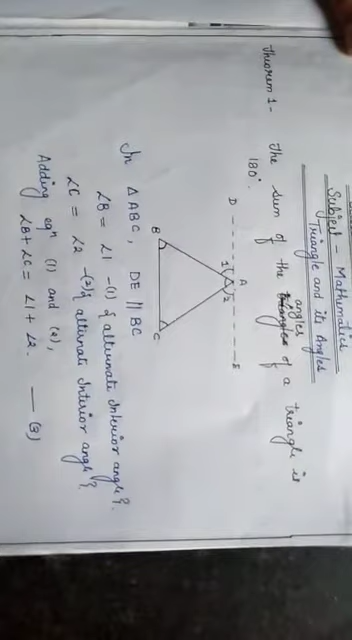 Subject - Mathematics
Triangle and its Angles
Theorem 1- The sum of the angles of a triangle is
180°.
D A E
1 2
B C
In △ABC, DE || BC
∠B = ∠1 -(1) { alternate Interior angle }.
∠C = ∠2 -(2) { alternate Interior angle }.
Adding eqn (1) and (2),
∠B + ∠C = ∠1 + ∠2. — (3)